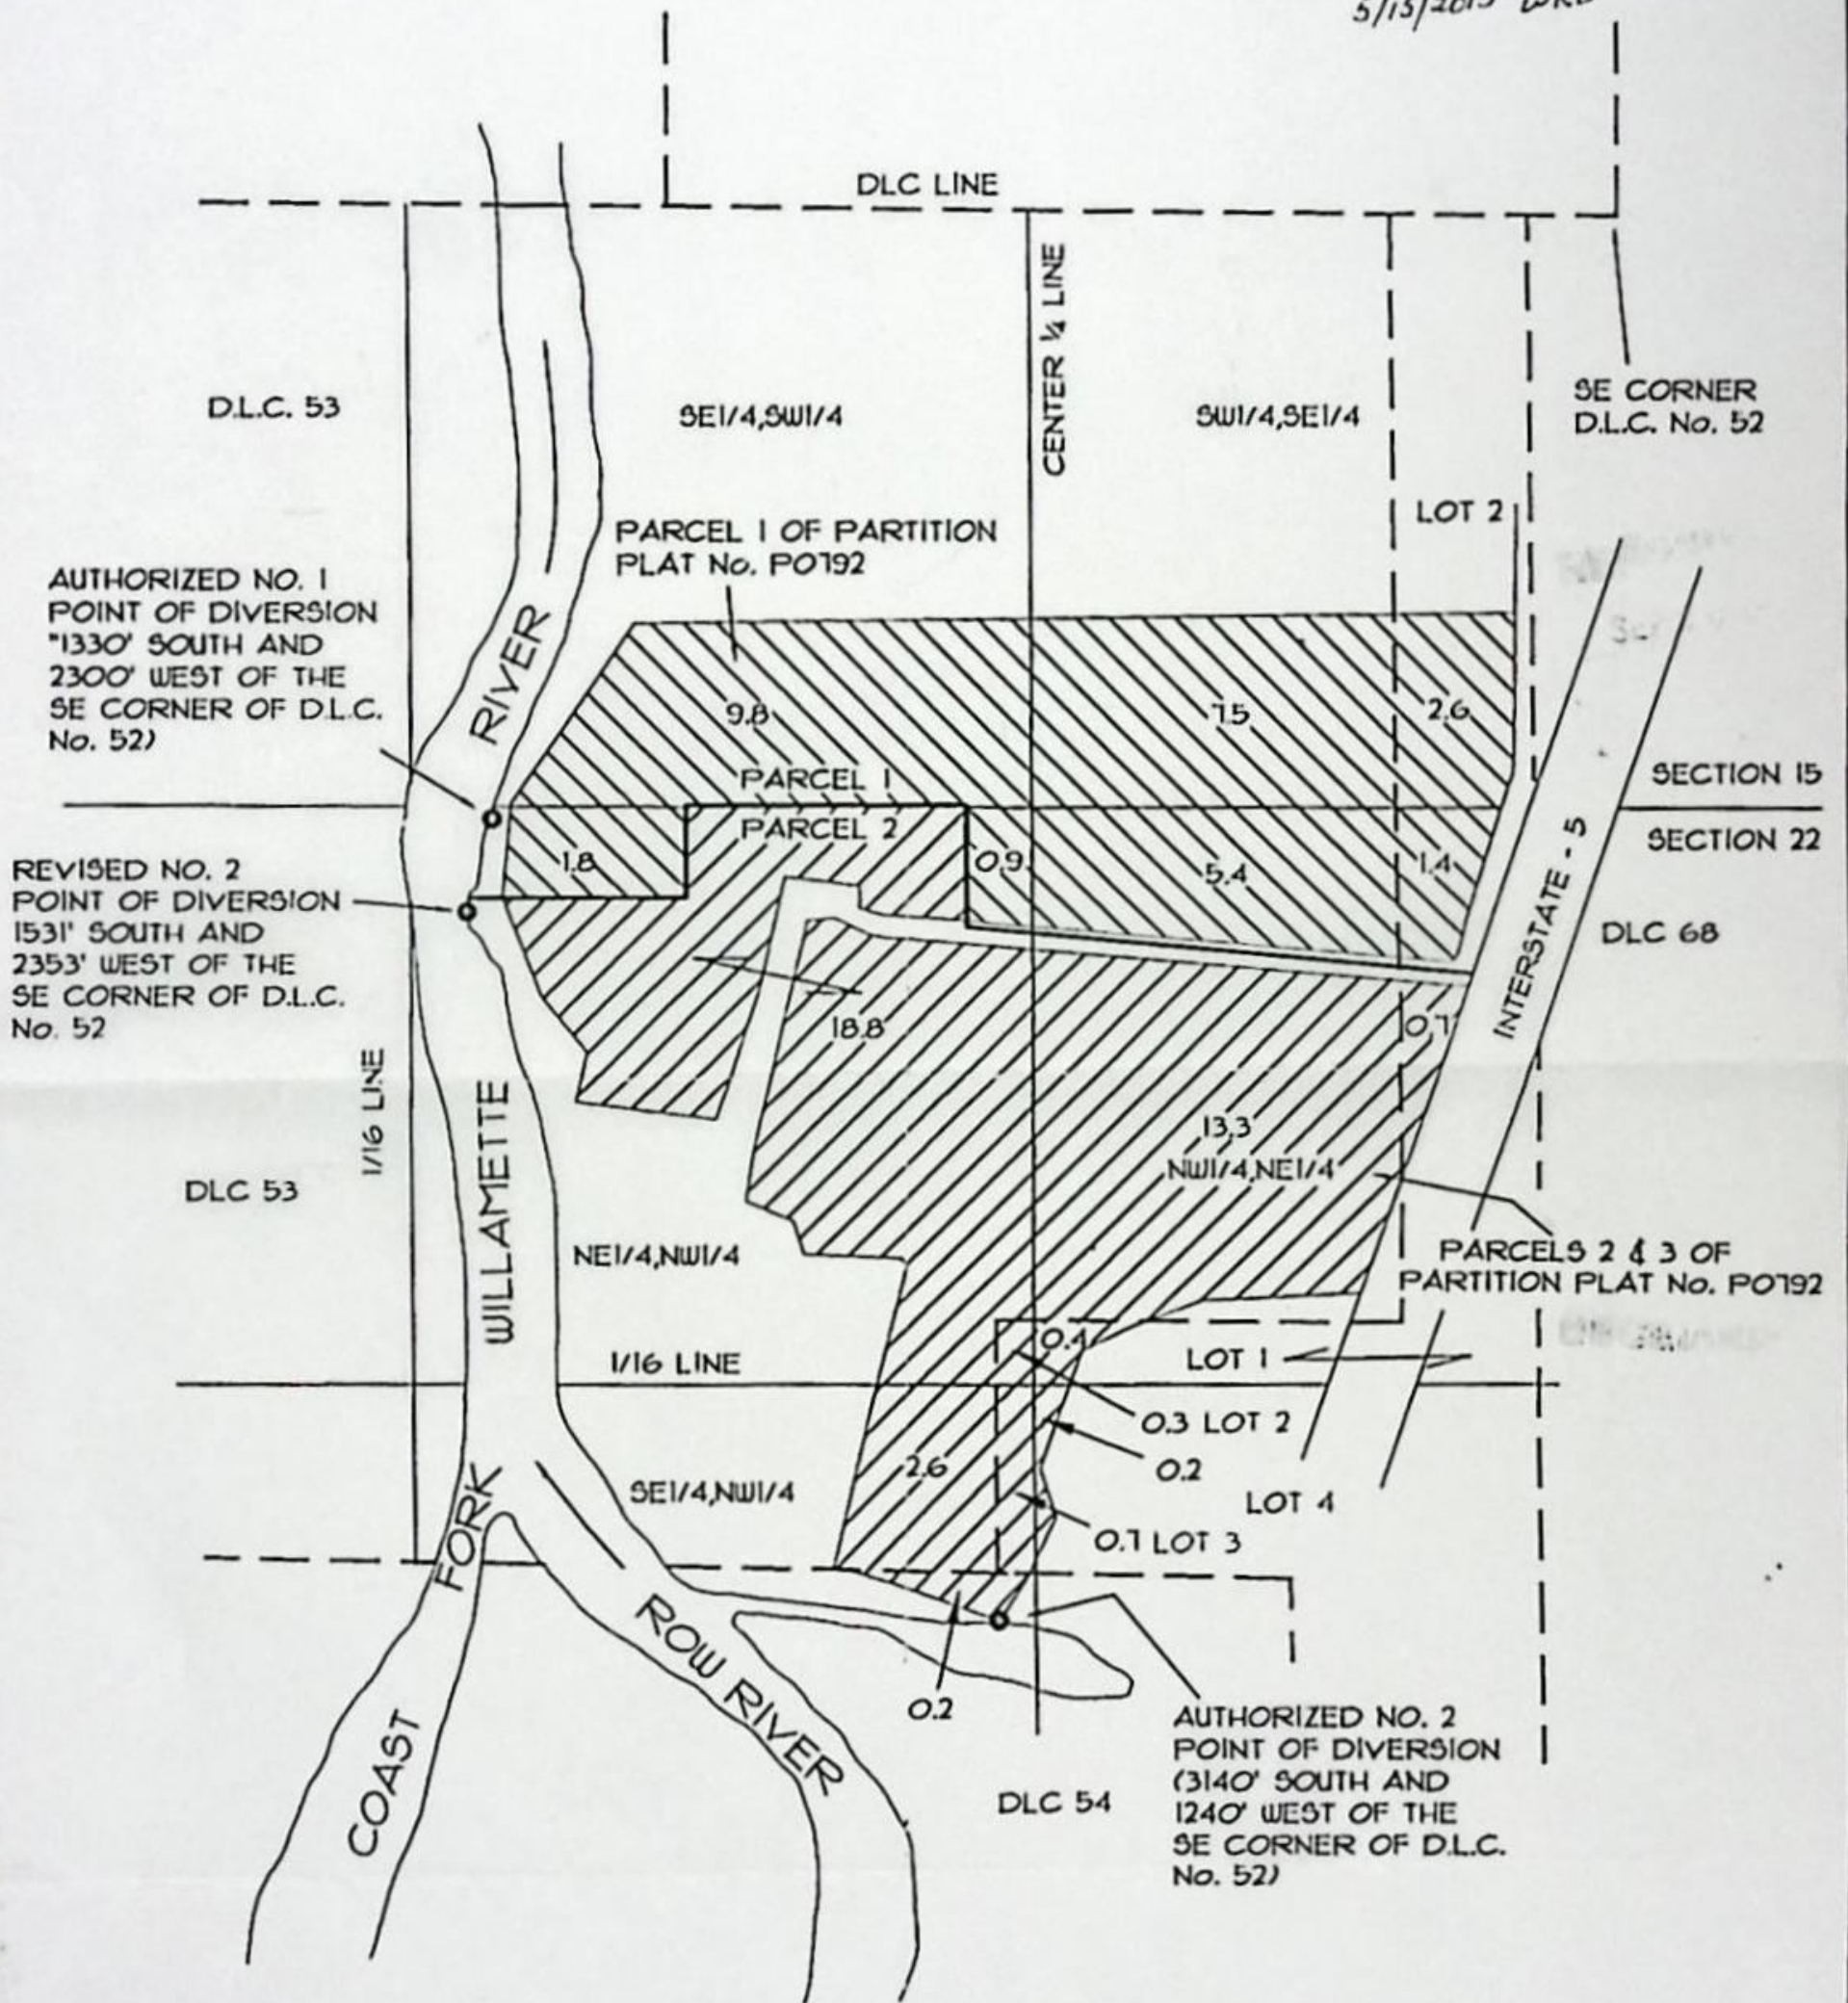 5/15/2015
DLC LINE
CENTER 1/4 LINE
D.L.C. 53
SE1/4,SW1/4
SW1/4,SE1/4
SE CORNER
D.L.C. No. 52
LOT 2
PARCEL 1 OF PARTITION
PLAT No. P0792
AUTHORIZED NO. 1
POINT OF DIVERSION
"1330' SOUTH AND
2300' WEST OF THE
SE CORNER OF D.L.C.
No. 52)
RIVER
9.8
7.5
2.6
PARCEL 1
SECTION 15
PARCEL 2
SECTION 22
1.8
0.9
5.4
1.4
REVISED NO. 2
POINT OF DIVERSION
1531' SOUTH AND
2353' WEST OF THE
SE CORNER OF D.L.C.
No. 52
INTERSTATE - 5
DLC 68
18.8
0.7
1/16 LINE
13.3
NW1/4,NE1/4
DLC 53
WILLAMETTE
NE1/4,NW1/4
PARCELS 2 & 3 OF
PARTITION PLAT No. P0792
0.4
1/16 LINE
LOT 1
0.3 LOT 2
2.6
0.2
SE1/4,NW1/4
LOT 4
0.7 LOT 3
FORK
ROW RIVER
0.2
COAST
DLC 54
AUTHORIZED NO. 2
POINT OF DIVERSION
(3140' SOUTH AND
1240' WEST OF THE
SE CORNER OF D.L.C.
No. 52)